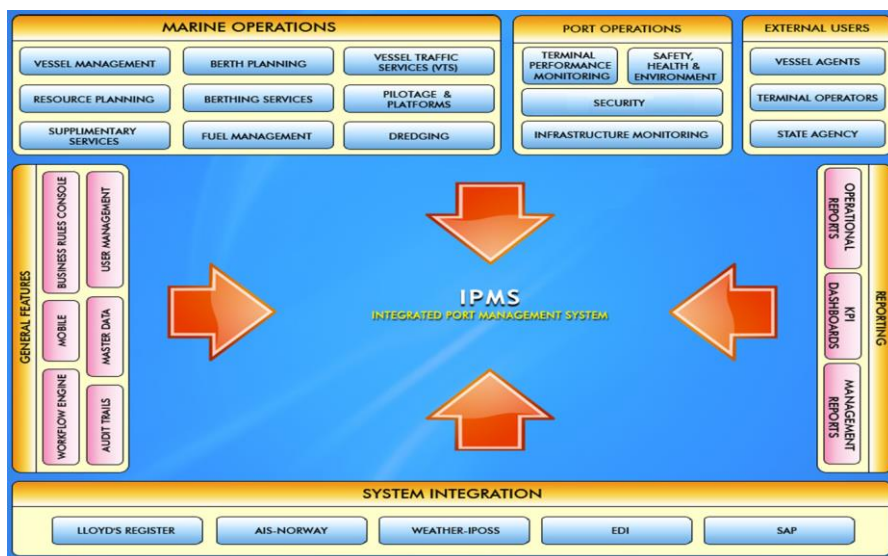 MARINE OPERATIONS
VESSEL MANAGEMENT
BERTH PLANNING
VESSEL TRAFFIC
SERVICES (VTS)
RESOURCE PLANNING
BERTHING SERVICES
PILOTAGE &
PLATFORMS
SUPPLIMENTARY
SERVICES
FUEL MANAGEMENT
DREDGING
PORT OPERATIONS
TERMINAL
PERFORMANCE
MONITORING
SAFETY,
HEALTH &
ENVIRONMENT
SECURITY
INFRASTRUCTURE MONITORING
EXTERNAL USERS
VESSEL AGENTS
TERMINAL OPERATORS
STATE AGENCY
GENERAL FEATURES
BUSINESS RULES CONSOLE
USER MANAGEMENT
MOBILE
MASTER DATA
WORKFLOW ENGINE
AUDIT TRAILS
IPMS
INTEGRATED PORT MANAGEMENT SYSTEM
REPORTING
OPERATIONAL
REPORTS
KPI
DASHBOARDS
MANAGEMENT
REPORTS
SYSTEM INTEGRATION
LLOYD'S REGISTER
AIS-NORWAY
WEATHER-IPOSS
EDI
SAP